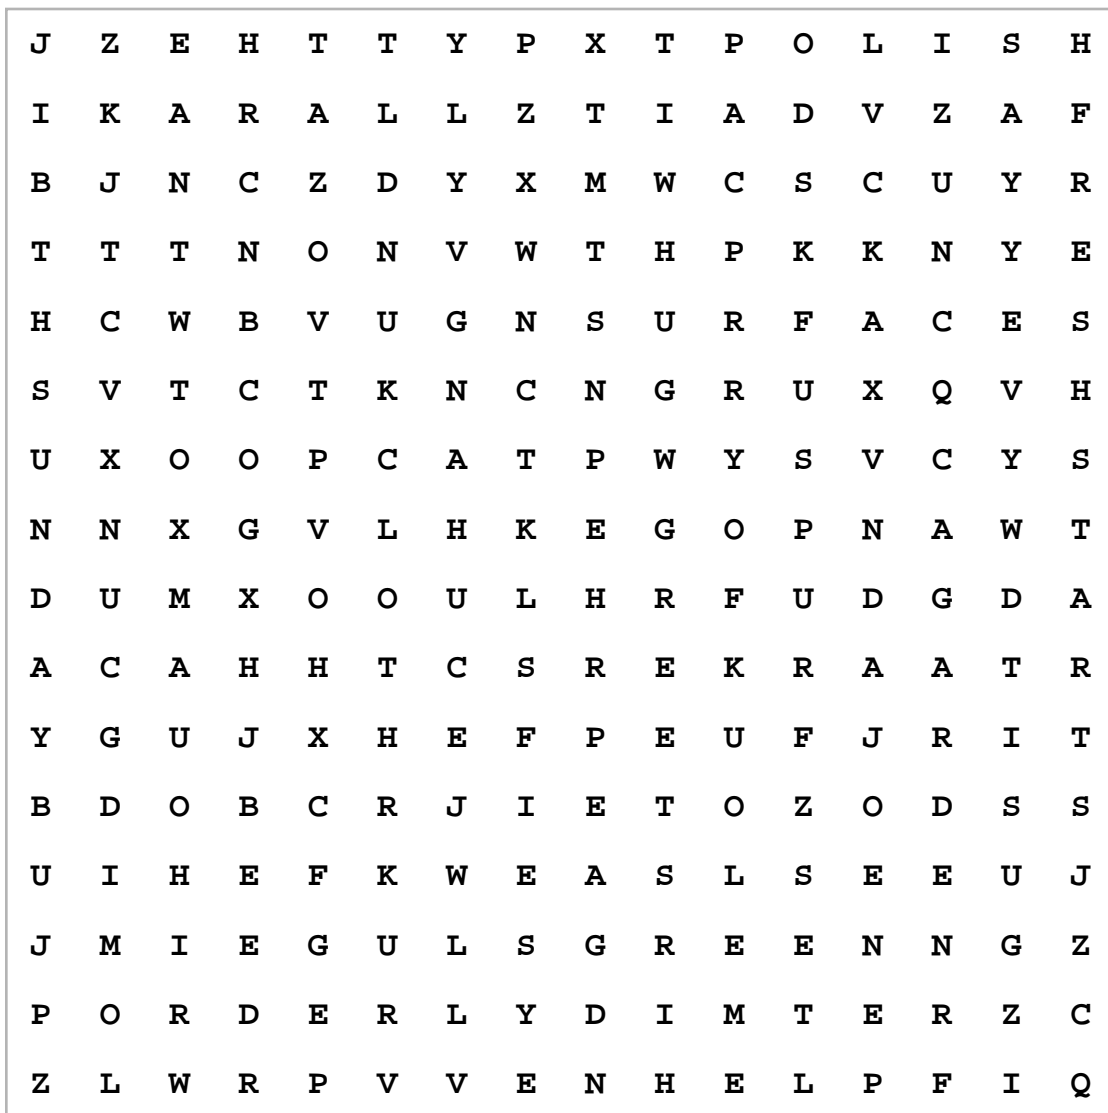 J Z E H T T Y P X T P O L I S H
I K A R A L L Z T I A D V Z A F
B J N C Z D Y X M W C S C U Y R
T T T N O N V W T H P K K N Y E
H C W B V U G N S U R F A C E S
S V T C T K N C N G R U X Q V H
U X O O P C A T P W Y S V C Y S
N N X G V L H K E G O P N A W T
D U M X O O U L H R F U D G D A
A C A H H T C S R E K R A A T R
Y G U J X H E F P E U F J R I T
B D O B C R J I E T O Z O D S S
U I H E F K W E A S L S E E U J
J M I E G U L S G R E E N N G Z
P O R D E R L Y D I M T E R Z C
Z L W R P V V E N H E L P F I Q